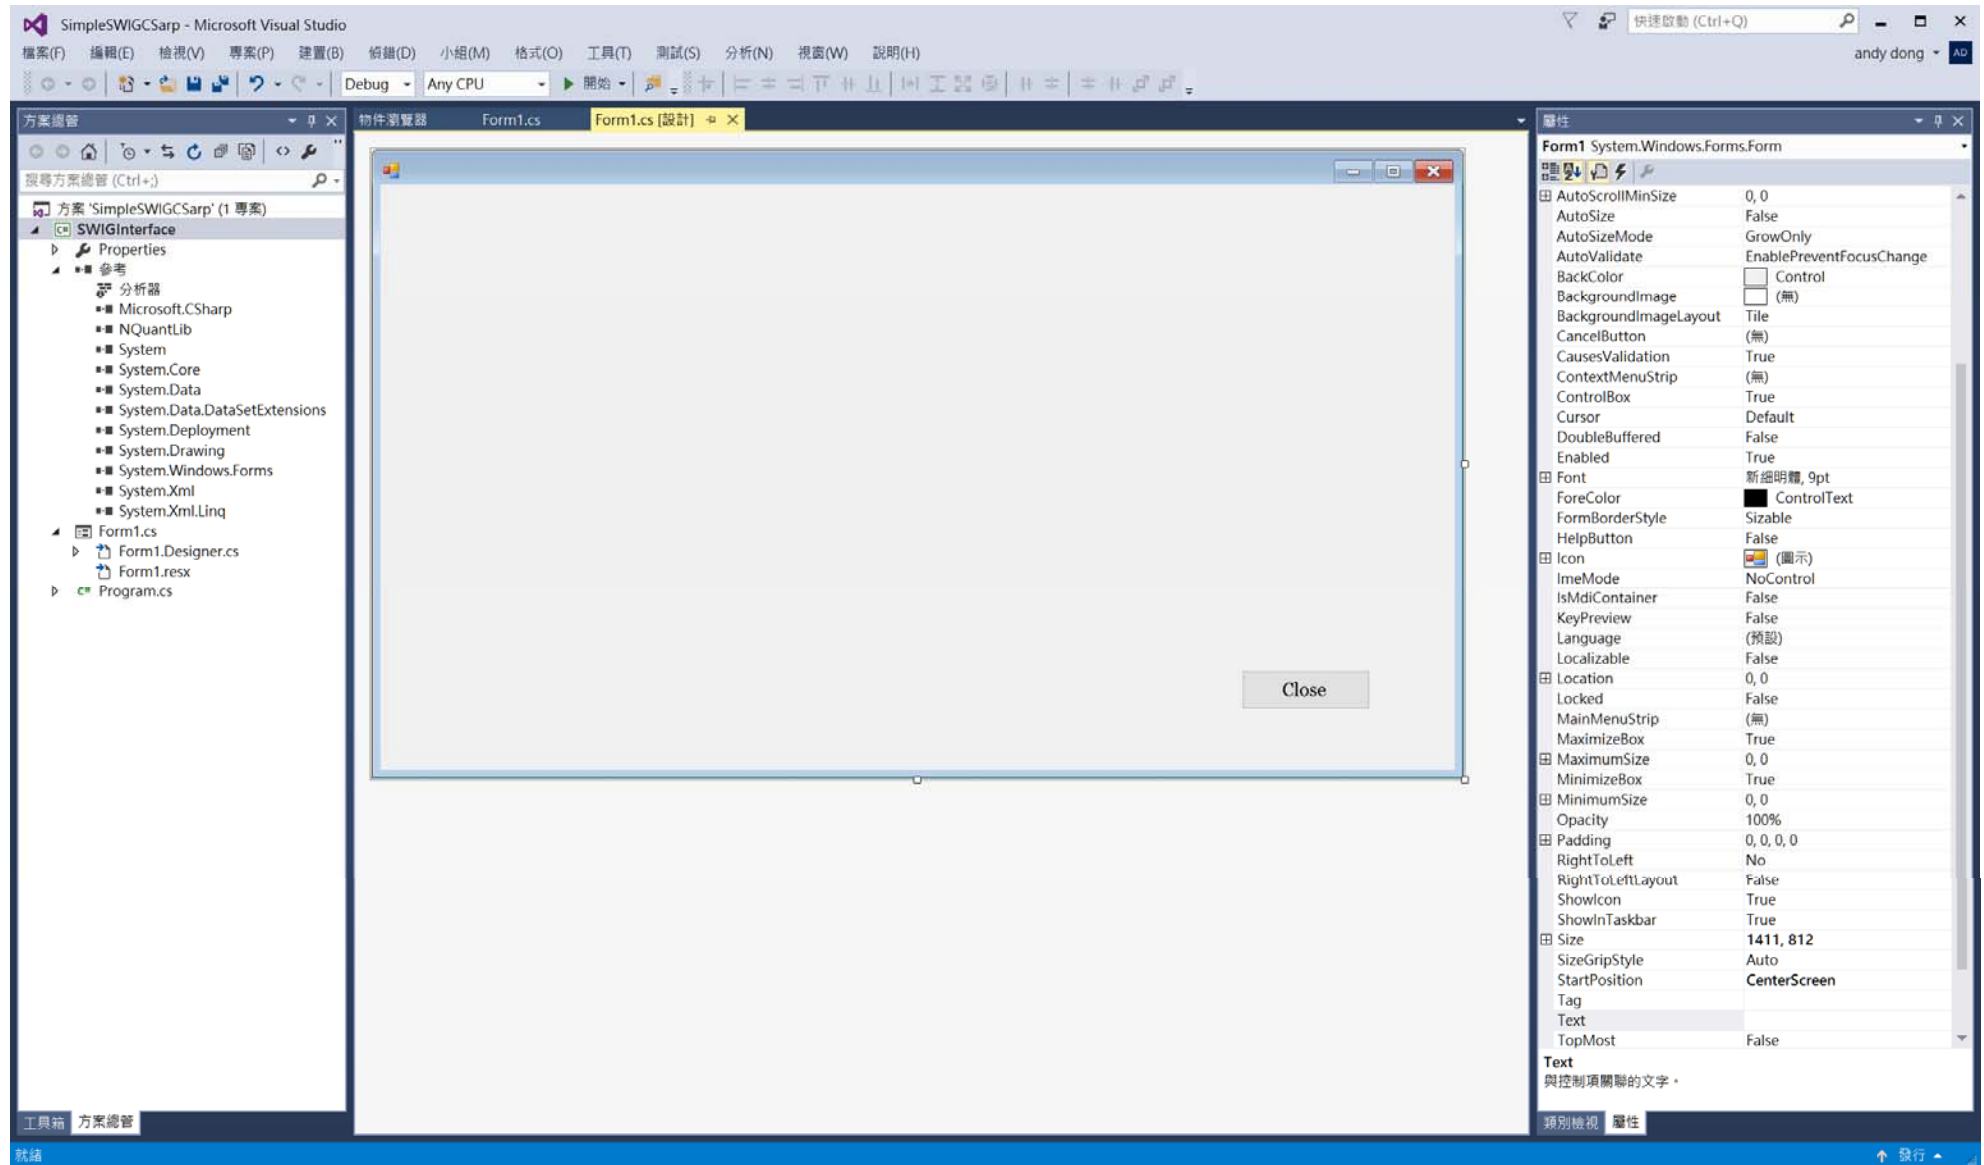 SimpleSWIGCSarp - Microsoft Visual Studio
快速啟動 (Ctrl+Q)
檔案(F) 編輯(E) 檢視(V) 專案(P) 建置(B) 偵錯(D) 小組(M) 格式(O) 工具(T) 測試(S) 分析(N) 視窗(W) 說明(H)
andy dong AD
Debug Any CPU 開始
方案總管
物件瀏覽器 Form1.cs Form1.cs [設計]
屬性
Form1 System.Windows.Forms.Form
搜尋方案總管 (Ctrl+;)
方案 'SimpleSWIGCSarp' (1 專案)
C# SWIGInterface
Properties
參考
分析器
Microsoft.CSharp
NQuantLib
System
System.Core
System.Data
System.Data.DataSetExtensions
System.Deployment
System.Drawing
System.Windows.Forms
System.Xml
System.Xml.Linq
Form1.cs
Form1.Designer.cs
Form1.resx
C# Program.cs
Close
AutoScrollMinSize 0, 0
AutoSize False
AutoSizeMode GrowOnly
AutoValidate EnablePreventFocusChange
BackColor Control
BackgroundImage (無)
BackgroundImageLayout Tile
CancelButton (無)
CausesValidation True
ContextMenuStrip (無)
ControlBox True
Cursor Default
DoubleBuffered False
Enabled True
Font 新細明體, 9pt
ForeColor ControlText
FormBorderStyle Sizable
HelpButton False
Icon (圖示)
ImeMode NoControl
IsMdiContainer False
KeyPreview False
Language (預設)
Localizable False
Location 0, 0
Locked False
MainMenuStrip (無)
MaximizeBox True
MaximumSize 0, 0
MinimizeBox True
MinimumSize 0, 0
Opacity 100%
Padding 0, 0, 0, 0
RightToLeft No
RightToLeftLayout False
ShowIcon True
ShowInTaskbar True
Size 1411, 812
SizeGripStyle Auto
StartPosition CenterScreen
Tag
Text
TopMost False
Text
與控制項關聯的文字。
工具箱 方案總管
類別檢視 屬性
就緒
發行